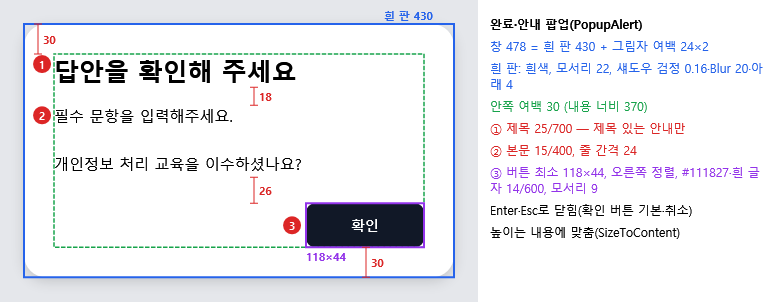 흰 판 430
30
1
답안을 확인해 주세요
18
2
필수 문항을 입력해주세요.
개인정보 처리 교육을 이수하셨나요?
26
3
확인
118×44
30
완료·안내 팝업(PopupAlert)
창 478 = 흰 판 430 + 그림자 여백 24×2
흰 판: 흰색, 모서리 22, 섀도우 검정 0.16·Blur 20·아
래 4
안쪽 여백 30 (내용 너비 370)
① 제목 25/700 — 제목 있는 안내만
② 본문 15/400, 줄 간격 24
③ 버튼 최소 118×44, 오른쪽 정렬, #111827·흰 글
자 14/600, 모서리 9
Enter·Esc로 닫힘(확인 버튼 기본·취소)
높이는 내용에 맞춤(SizeToContent)